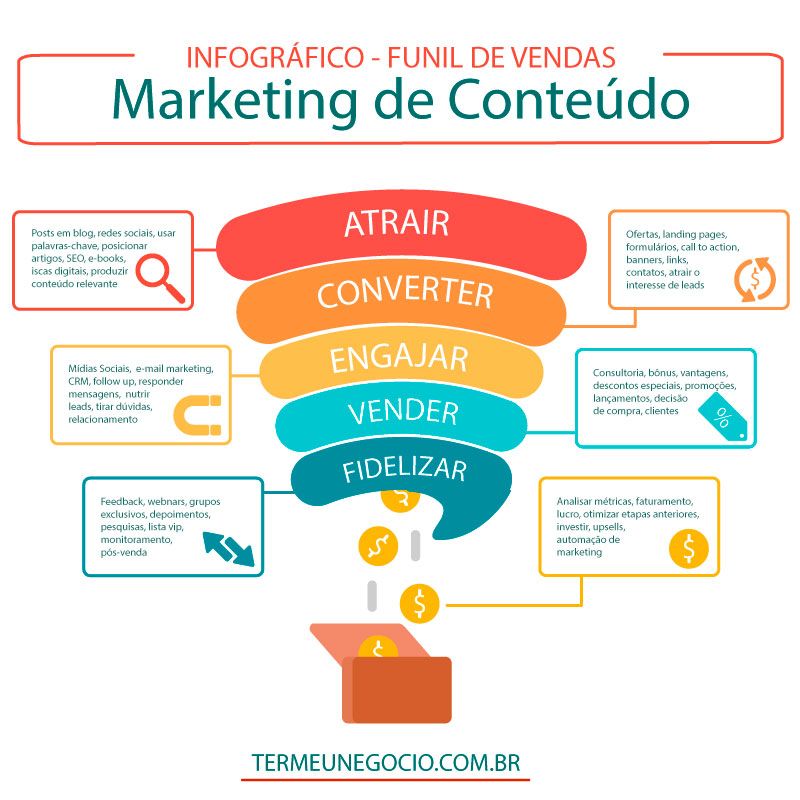 INFOGRÁFICO - FUNIL DE VENDAS
Marketing de Conteúdo
ATRAIR
Posts em blog, redes sociais, usar
palavras-chave, posicionar
artigos, SEO, e-books,
iscas digitais, produzir
conteúdo relevante
CONVERTER
Ofertas, landing pages,
formulários, call to action,
banners, links,
contatos, atrair o
interesse de leads
$
ENGAJAR
Mídias Sociais, e-mail marketing,
CRM, follow up, responder
mensagens, nutrir
leads, tirar dúvidas,
relacionamento
VENDER
Consultoria, bônus, vantagens,
descontos especiais, promoções,
lançamentos, decisão
de compra, clientes
%
FIDELIZAR
Feedback, webnars, grupos
exclusivos, depoimentos,
pesquisas, lista vip,
monitoramento,
pós-venda
Analisar métricas, faturamento,
lucro, otimizar etapas anteriores,
investir, upsells,
automação de
marketing
$
$
$
$
$
TERMEUNEGOCIO.COM.BR